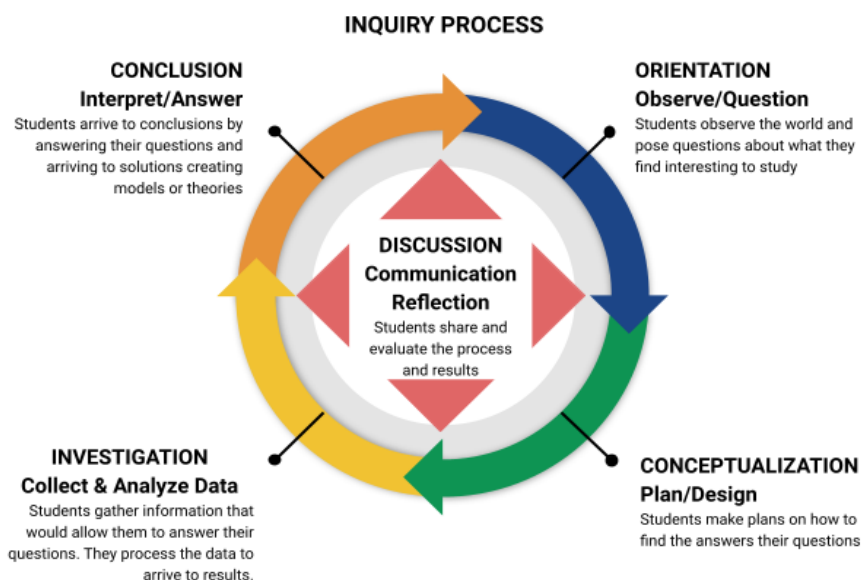 INQUIRY PROCESS
CONCLUSION
Interpret/Answer
Students arrive to conclusions by
answering their questions and
arriving to solutions creating
models or theories
ORIENTATION
Observe/Question
Students observe the world and
pose questions about what they
find interesting to study
DISCUSSION
Communication
Reflection
Students share and
evaluate the process
and results
INVESTIGATION
Collect & Analyze Data
Students gather information that
would allow them to answer their
questions. They process the data to
arrive to results.
CONCEPTUALIZATION
Plan/Design
Students make plans on how to
find the answers their questions